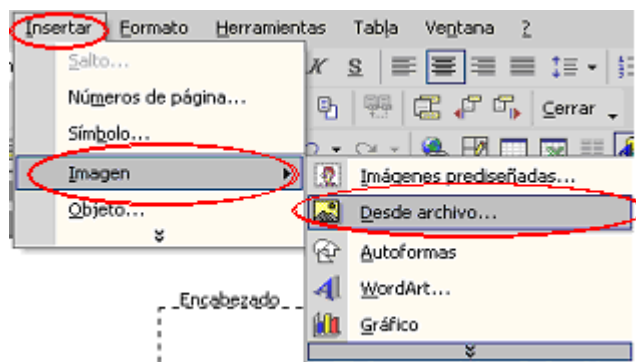 Insertar Formato Herramientas Tabla Ventana ?
Salto...
K S
Números de página...
Cerrar
Símbolo...
Imagen
Imágenes prediseñadas...
Objeto...
Desde archivo...
Autoformas
WordArt...
Gráfico
Encabezado